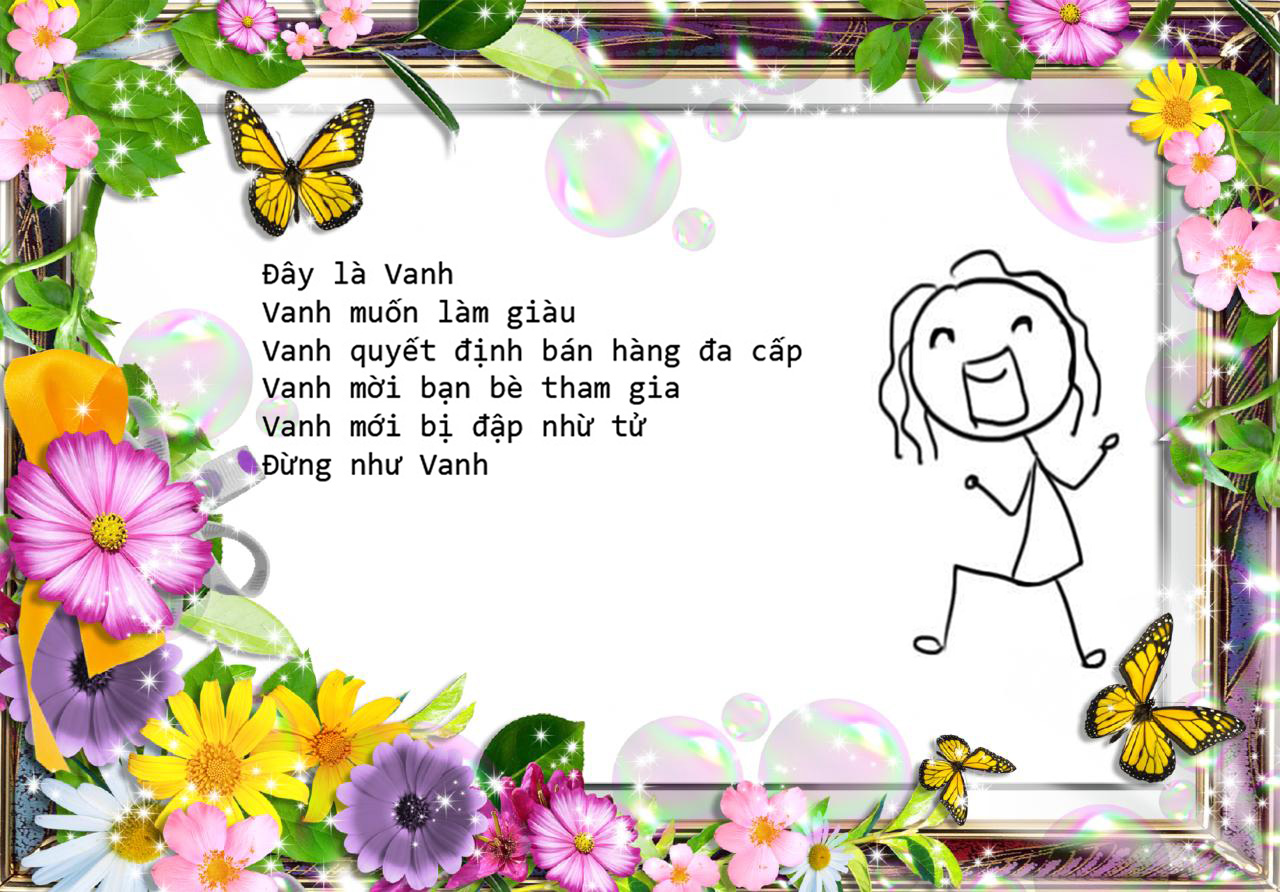 Đây là Vanh
Vanh muốn làm giàu
Vanh quyết định bán hàng đa cấp
Vanh mời bạn bè tham gia
Vanh mới bị đập nhừ tử
Đừng như Vanh